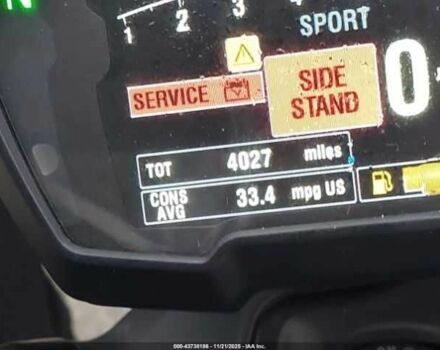 N
1 2 3 4
SPORT
SERVICE
SIDE
STAND
0
TOT 4027 miles
CONS
AVG 33.4 mpg US
000-43738198 - 11/21/2025 - IAA Inc.